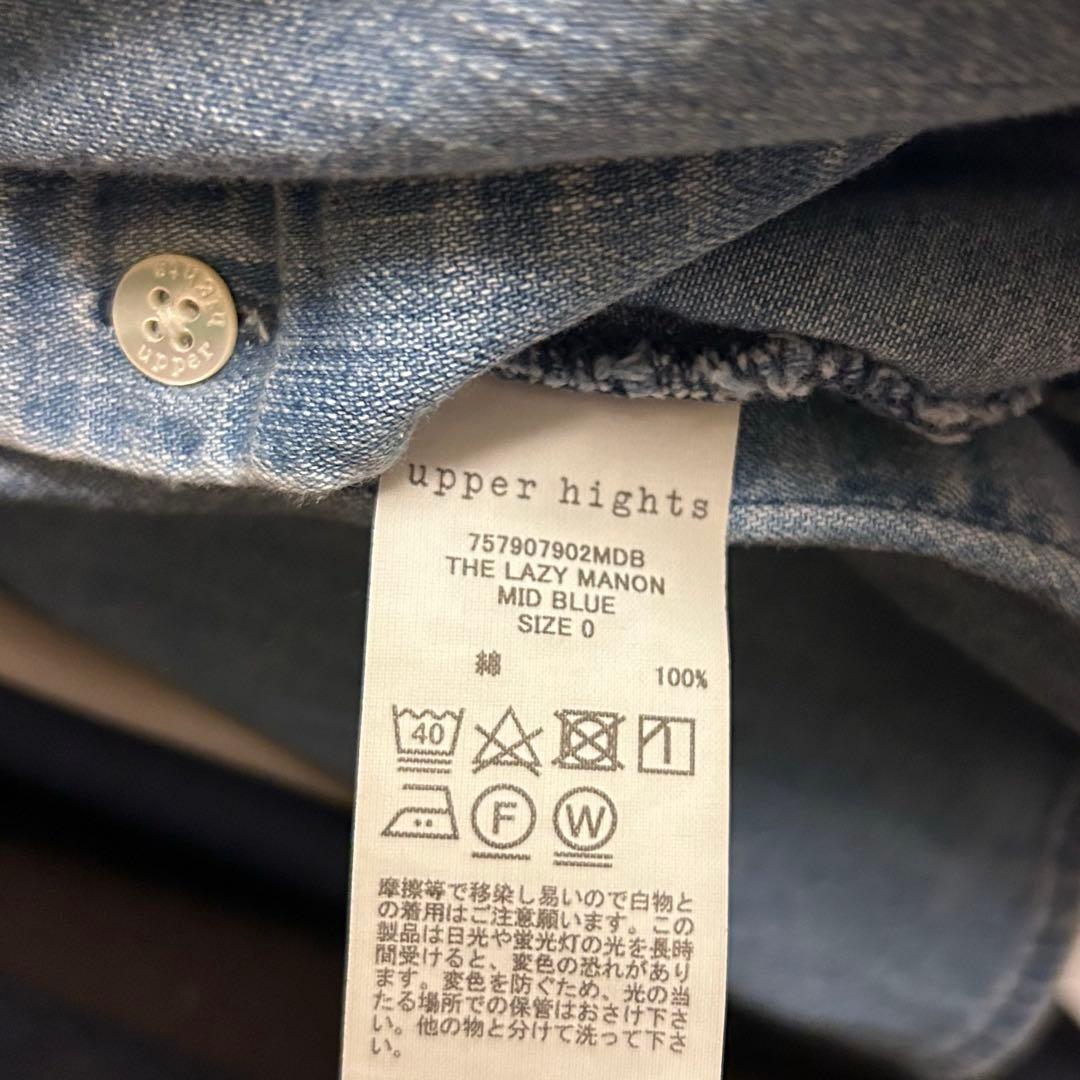 hights
upper
upper hights
757907902MDB
THE LAZY MANON
MID BLUE
SIZE 0
綿 100%
40
F W
摩擦等で移染し易いので白物と
の着用はご注意願います。この
製品は日光や蛍光灯の光を長時
間受けると、変色の恐れがあり
ます。変色を防ぐため、光の当
たる場所での保管はおさけ下さ
い。他の物と分けて洗って下さ
い。